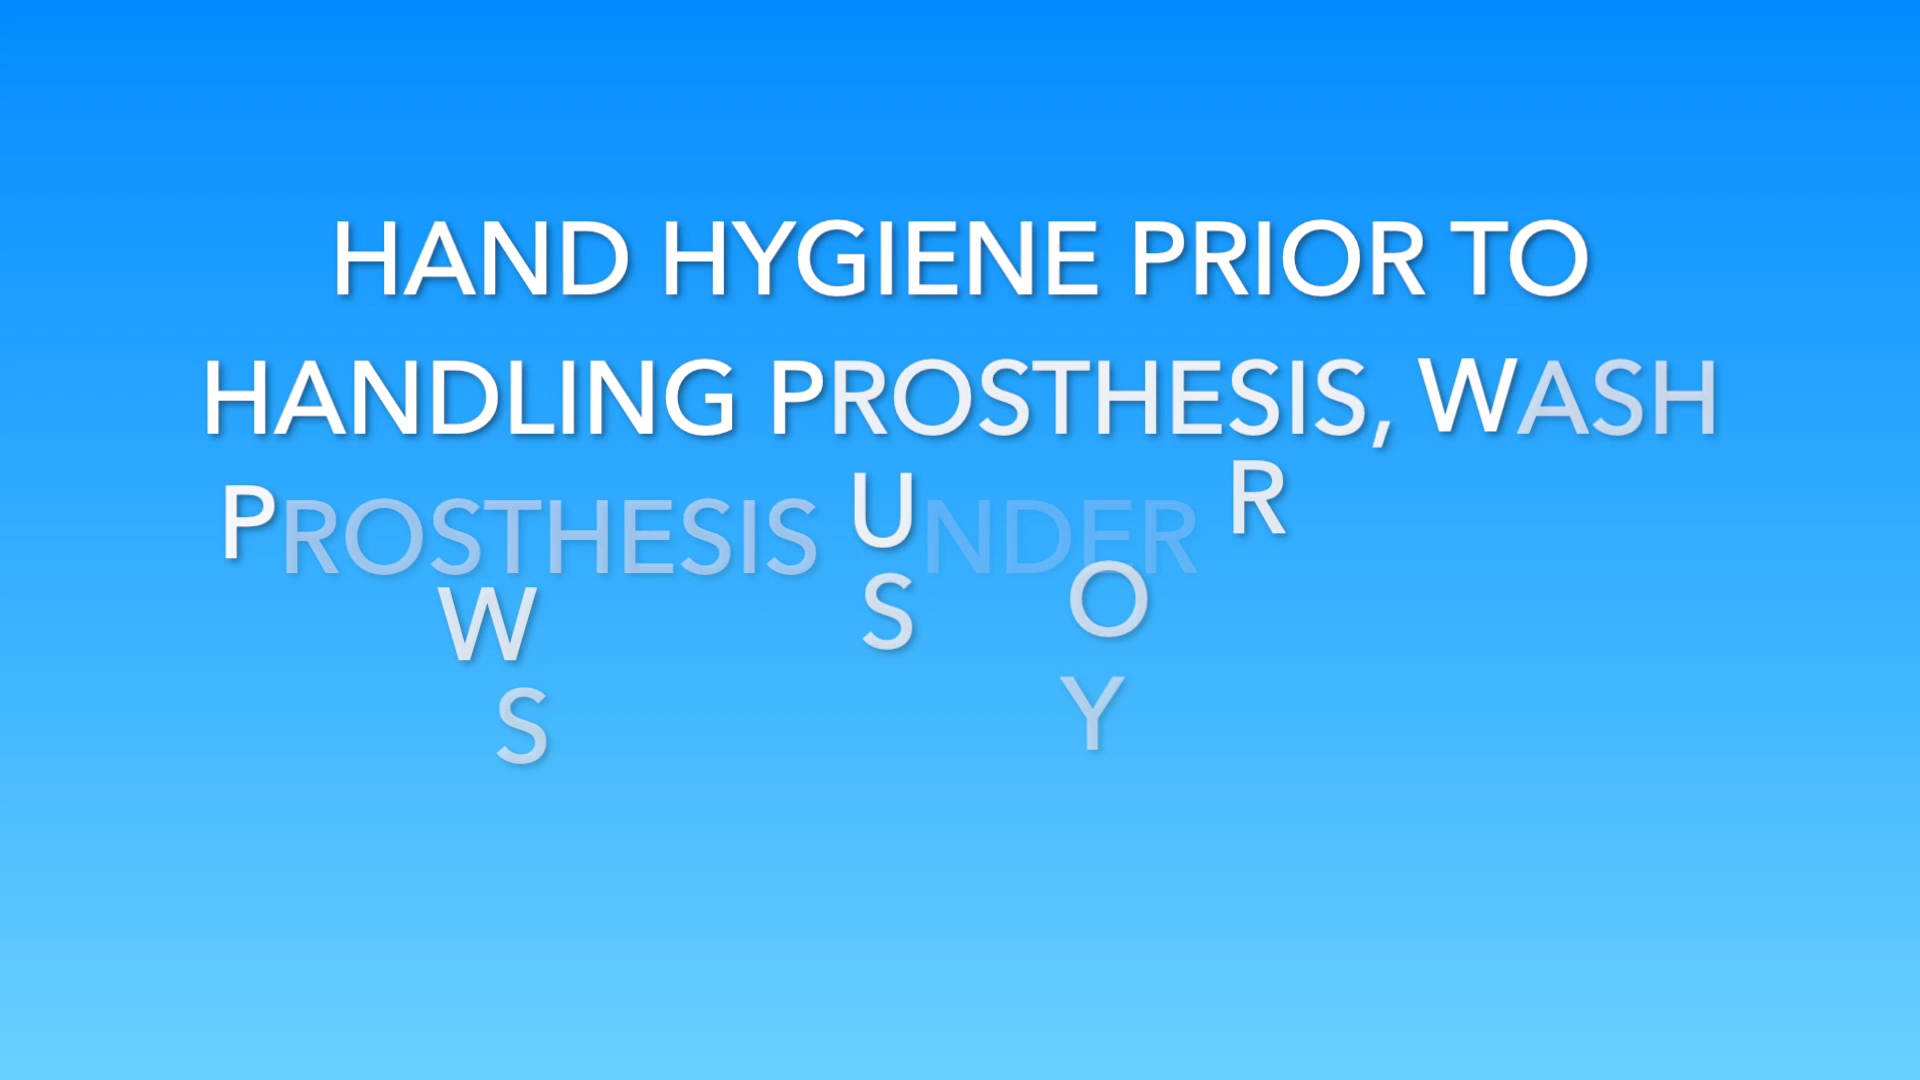 HAND HYGIENE PRIOR TO
HANDLING PROSTHESIS, WASH
PROSTHESIS UNDER R
W S O
S Y